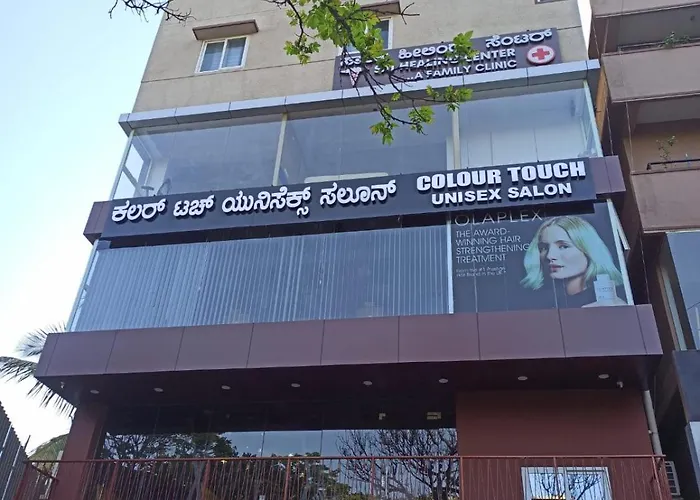 ಹೀಲಿಂಗ್ ಸೆಂಟರ್
HEALING CENTER
FAMILY CLINIC
ಕಲರ್ ಟಚ್ ಯುನಿಸೆಕ್ಸ್ ಸಲೂನ್
COLOUR TOUCH
UNISEX SALON
OLAPLEX
THE AWARD-
WINNING HAIR
STRENGTHENING
TREATMENT